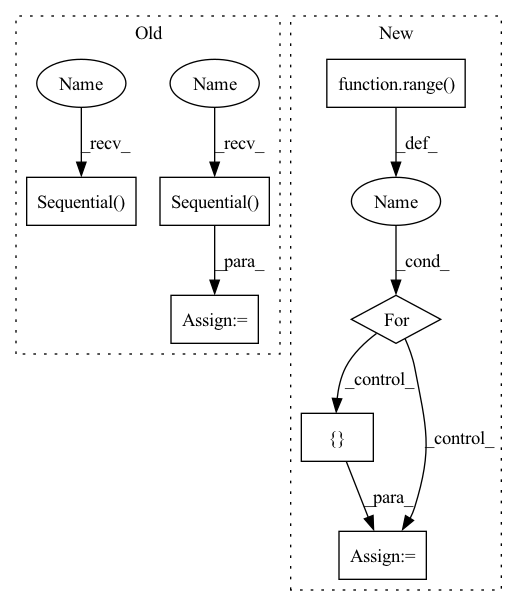 Old
New
Name
Name
function.range()
_recv_
_recv_
_def_
Sequential()
Sequential()
Name
_para_
_cond_
Assign:=
For
_control_
_control_
{}
_para_
Assign:=